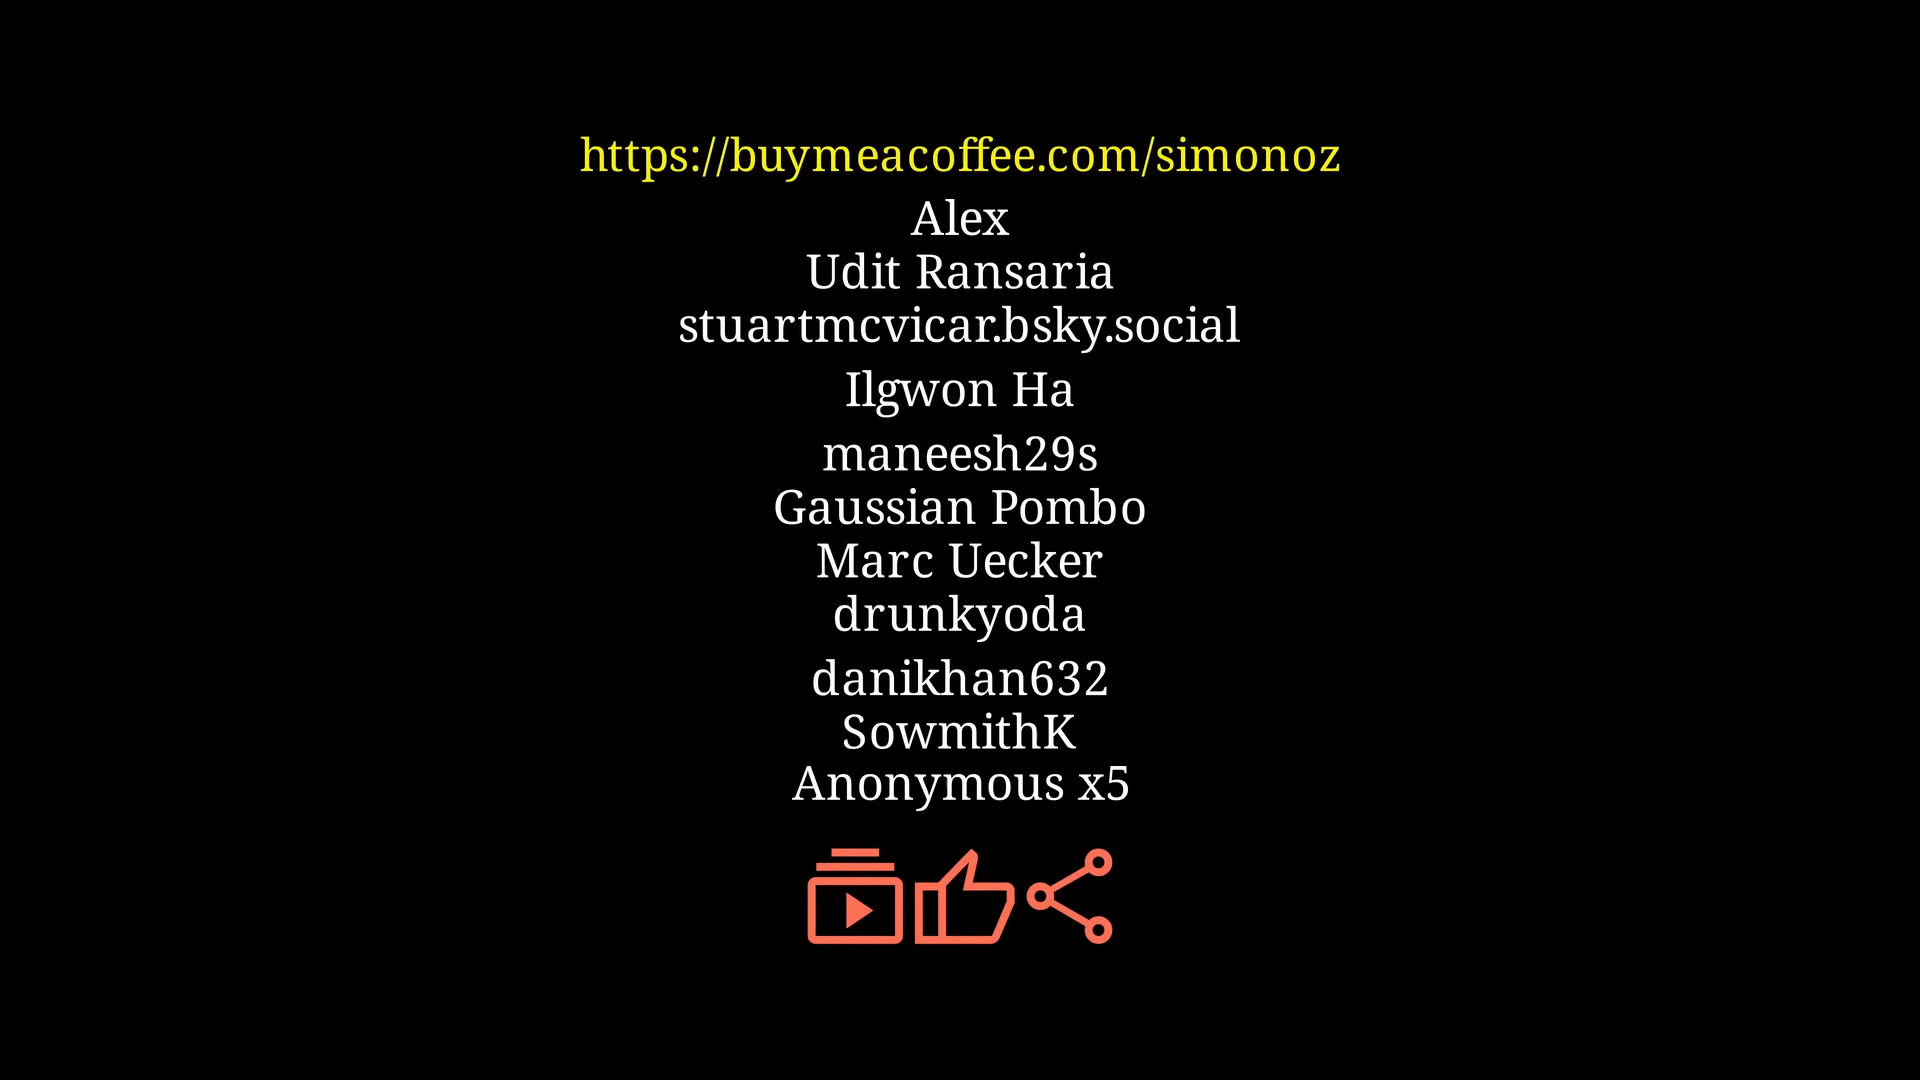 https://buymeacoffee.com/simonoz
Alex
Udit Ransaria
stuartmcvicar.bsky.social
Ilgwon Ha
maneesh29s
Gaussian Pombo
Marc Uecker
drunkyoda
danikhan632
SowmithK
Anonymous x5